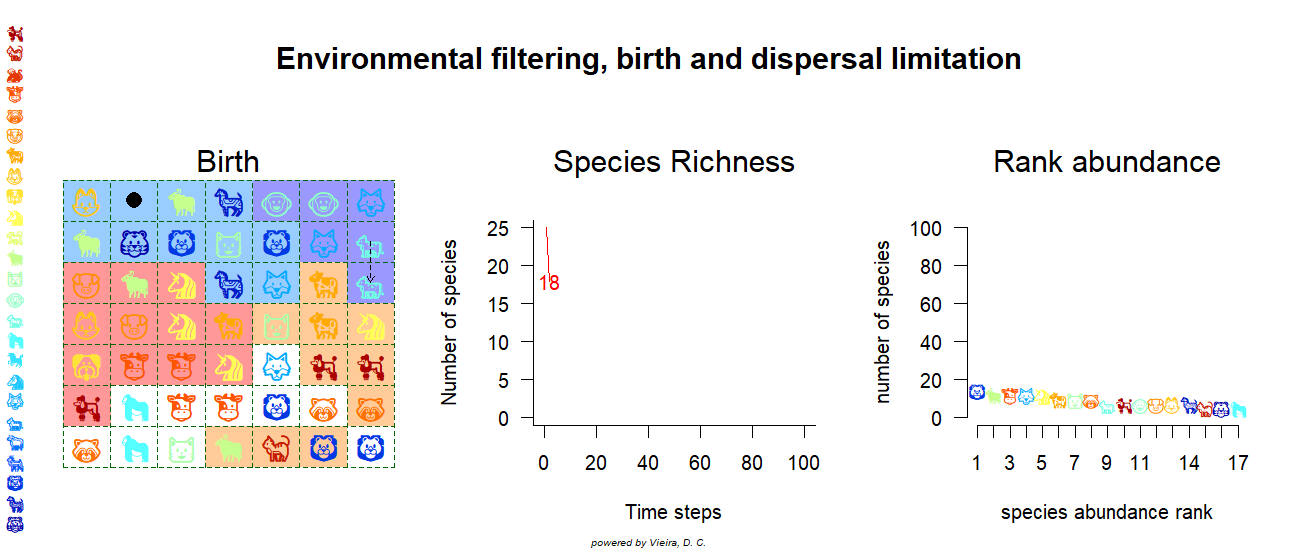 Environmental filtering, birth and dispersal limitation
Birth
Species Richness
Rank abundance
Number of species
25
20
15
10
5
0
18
0 20 40 60 80 100
Time steps
number of species
100
80
60
40
20
0
1 3 5 7 9 11 14 17
species abundance rank
powered by Vieira, D. C.